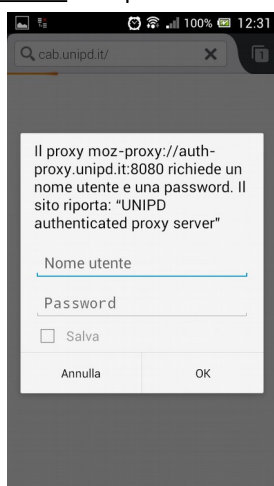 100% 12:31
cab.unipd.it/
1
Il proxy moz-proxy://auth-
proxy.unipd.it:8080 richiede un
nome utente e una password. Il
sito riporta: “UNIPD
authenticated proxy server”
Nome utente
Password
Salva
Annulla OK